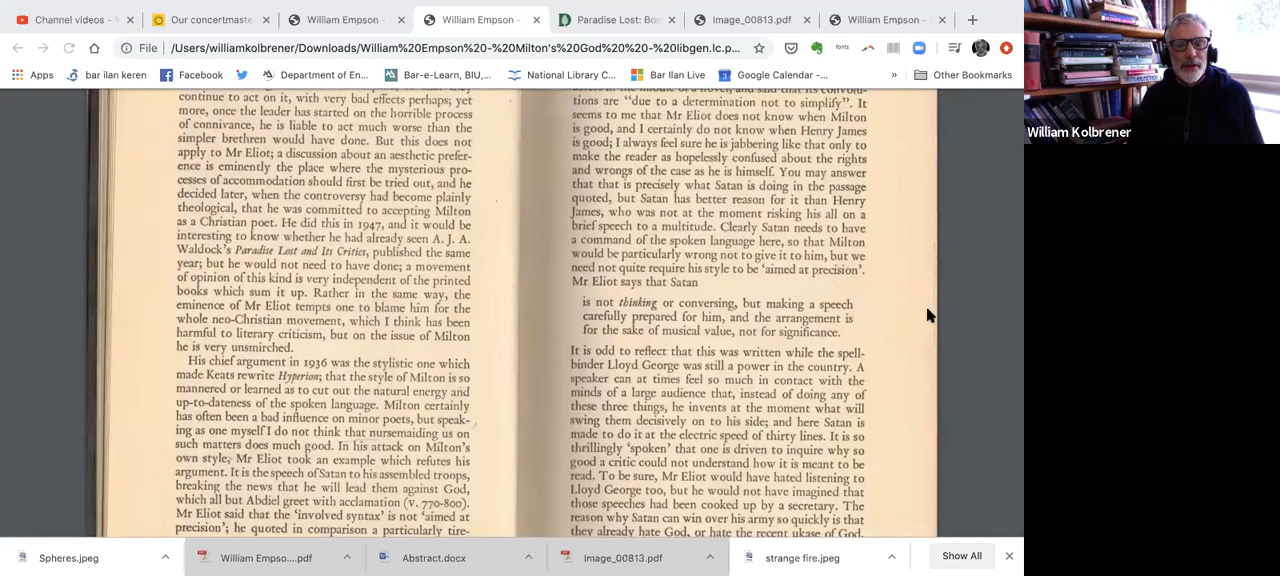 Channel videos - Y
Our concertmaste
William Empson -
William Empson -
Paradise Lost: Boo
image_00813.pdf
William Empson -
File
/Users/williamkolbrener/Downloads/William%20Empson%20-%20Milton's%20God%20%20-%20libgen.lc.p...
fonts
Apps
bar ilan keren
Facebook
Department of En...
Bar-e-Learn, BIU,...
National Library C...
Bar Ilan Live
Google Calendar -...
»
Other Bookmarks
continue to act on it, with very bad effects perhaps; yet
more, once the leader has started on the horrible process
of connivance, he is liable to act much worse than the
simpler brethren would have done. But this does not
apply to Mr Eliot; a discussion about an aesthetic prefer-
ence is eminently the place where the mysterious pro-
cesses of accommodation should first be tried out, and he
decided later, when the controversy had become plainly
theological, that he was committed to accepting Milton
as a Christian poet. He did this in 1947, and it would be
interesting to know whether he had already seen A. J. A.
Waldock's Paradise Lost and Its Critics, published the same
year; but he would not need to have done; a movement
of opinion of this kind is very independent of the printed
books which sum it up. Rather in the same way, the
eminence of Mr Eliot tempts one to blame him for the
whole neo-Christian movement, which I think has been
harmful to literary criticism, but on the issue of Milton
he is very unsmirched.
His chief argument in 1936 was the stylistic one which
made Keats rewrite Hyperion; that the style of Milton is so
mannered or learned as to cut out the natural energy and
up-to-dateness of the spoken language. Milton certainly
has often been a bad influence on minor poets, but speak-
ing as one myself I do not think that nursemaiding us on
such matters does much good. In his attack on Milton's
own style, Mr Eliot took an example which refutes his
argument. It is the speech of Satan to his assembled troops,
breaking the news that he will lead them against God,
which all but Abdiel greet with acclamation (v. 770-800).
Mr Eliot said that the 'involved syntax' is not 'aimed at
precision'; he quoted in comparison a particularly tire-
tions are "due to a determination not to simplify". It
seems to me that Mr Eliot does not know when Milton
is good, and I certainly do not know when Henry James
is good; I always feel sure he is jabbering like that only to
make the reader as hopelessly confused about the rights
and wrongs of the case as he is himself. You may answer
that that is precisely what Satan is doing in the passage
quoted, but Satan has better reason for it than Henry
James, who was not at the moment risking his all on a
brief speech to a multitude. Clearly Satan needs to have
a command of the spoken language here, so that Milton
would be particularly wrong not to give it to him, but we
need not quite require his style to be 'aimed at precision'.
Mr Eliot says that Satan
is not thinking or conversing, but making a speech
carefully prepared for him, and the arrangement is
for the sake of musical value, not for significance.
It is odd to reflect that this was written while the spell-
binder Lloyd George was still a power in the country. A
speaker can at times feel so much in contact with the
minds of a large audience that, instead of doing any of
these three things, he invents at the moment what will
swing them decisively on to his side; and here Satan is
made to do it at the electric speed of thirty lines. It is so
thrillingly 'spoken' that one is driven to inquire why so
good a critic could not understand how it is meant to be
read. To be sure, Mr Eliot would have hated listening to
Lloyd George too, but he would not have imagined that
those speeches had been cooked up by a secretary. The
reason why Satan can win over his army so quickly is that
they already hate God, or hate the recent ukase of God,
Spheres.jpeg
William Empso....pdf
Abstract.docx
Image_00813.pdf
strange fire.jpeg
Show All
William Kolbrener